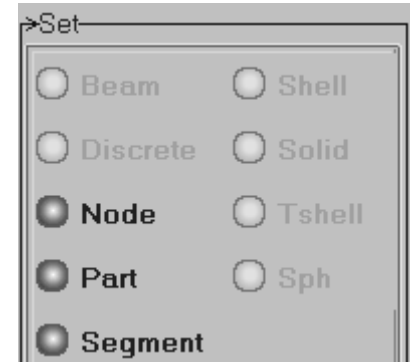 >Set
Beam Shell
Discrete Solid
Node Tshell
Part Sph
Segment